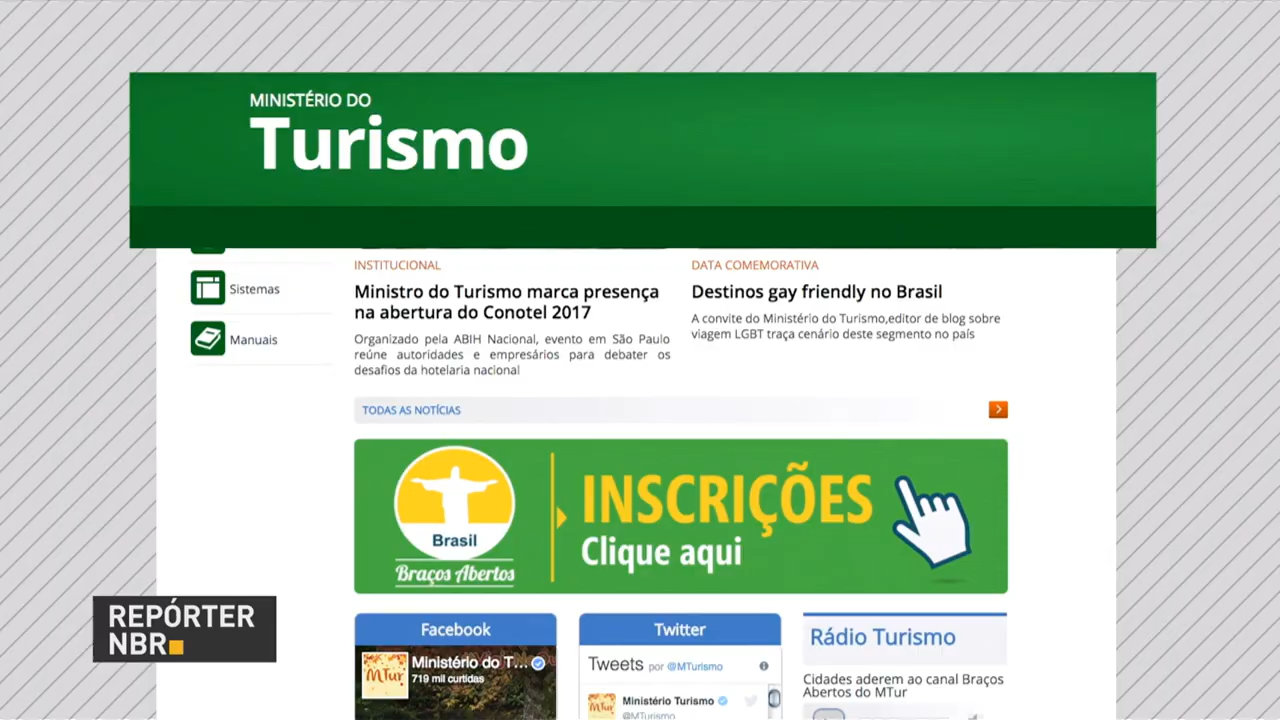 MINISTÉRIO DO
Turismo
Sistemas
Manuais
INSTITUCIONAL
Ministro do Turismo marca presença
na abertura do Conotel 2017
Organizado pela ABIH Nacional, evento em São Paulo
reúne autoridades e empresários para debater os
desafios da hotelaria nacional
DATA COMEMORATIVA
Destinos gay friendly no Brasil
A convite do Ministério do Turismo,editor de blog sobre
viagem LGBT traça cenário deste segmento no país
TODAS AS NOTÍCIAS
Brasil
Braços Abertos
INSCRIÇÕES
Clique aqui
REPÓRTER
NBR
Facebook
MTur
Ministério do T...
719 mil curtidas
Twitter
Tweets por @MTurismo
MTur
Ministério Turismo
@MTurismo
Rádio Turismo
Cidades aderem ao canal Braços
Abertos do MTur